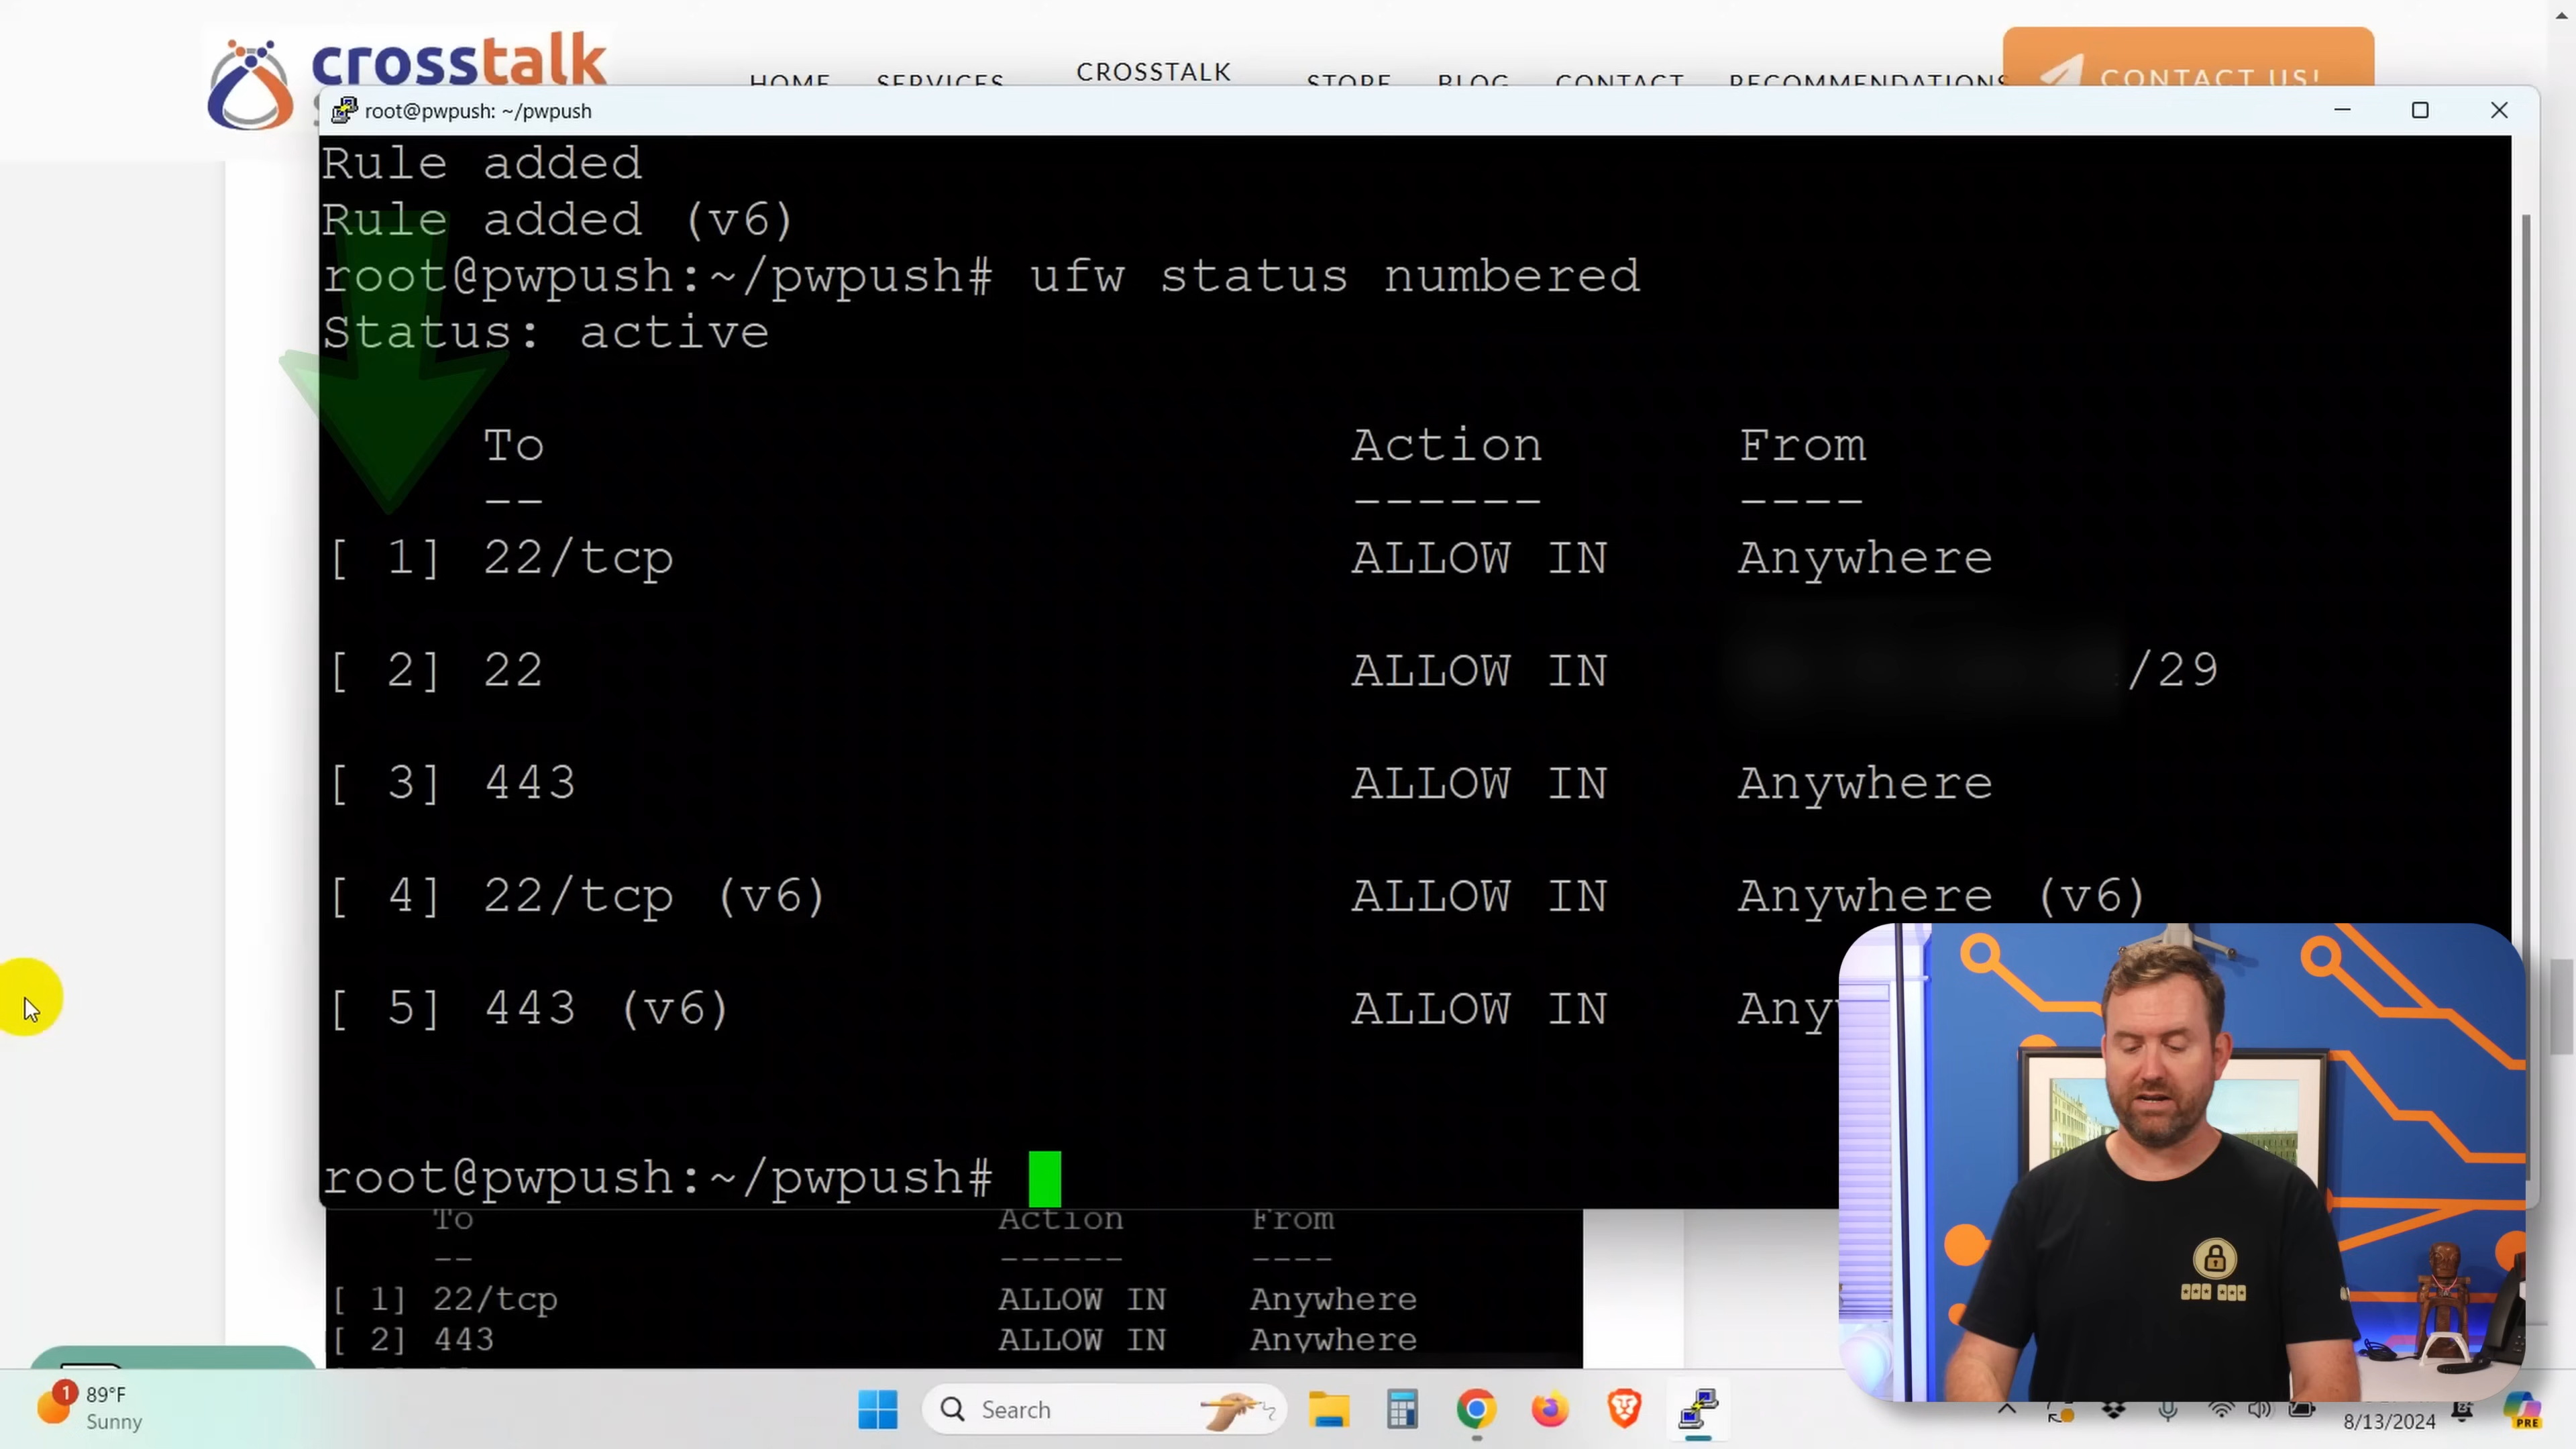 crosstalk
HOME SERVICES CROSSTALK STORE BLOG CONTACT RECOMMENDATIONS CONTACT US!
root@pwpush: ~/pwpush
Rule added
Rule added (v6)
root@pwpush:~/pwpush# ufw status numbered
Status: active
To Action From
-- ------ ----
[ 1] 22/tcp ALLOW IN Anywhere
[ 2] 22 ALLOW IN /29
[ 3] 443 ALLOW IN Anywhere
[ 4] 22/tcp (v6) ALLOW IN Anywhere (v6)
[ 5] 443 (v6) ALLOW IN Any
root@pwpush:~/pwpush#
To Action From
-- ------ ----
[ 1] 22/tcp ALLOW IN Anywhere
[ 2] 443 ALLOW IN Anywhere
1 89°F
Sunny
Search
8/13/2024
PRE